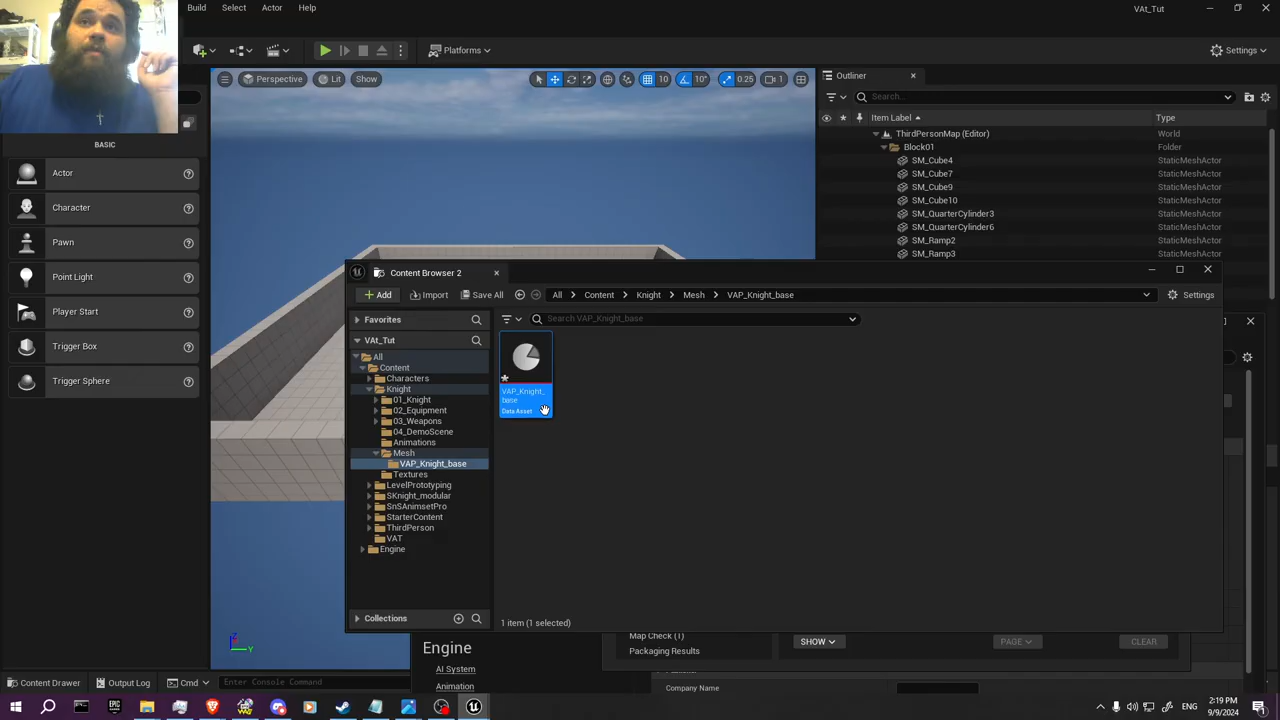 Build Select Actor Help VAt_Tut
Platforms Settings
Perspective Lit Show 10 10° 0.25 1
Outliner
Search...
Item Label Type
BASIC
Actor
Character
Pawn
Point Light
Player Start
Trigger Box
Trigger Sphere
ThirdPersonMap (Editor) World
Block01 Folder
SM_Cube4 StaticMeshActor
SM_Cube7 StaticMeshActor
SM_Cube9 StaticMeshActor
SM_Cube10 StaticMeshActor
SM_QuarterCylinder3 StaticMeshActor
SM_QuarterCylinder6 StaticMeshActor
SM_Ramp2 StaticMeshActor
SM_Ramp3 StaticMeshActor
Content Browser 2
Add Import Save All All Content Knight Mesh VAP_Knight_base Settings
Favorites
VAt_Tut
All
Content
Characters
Knight
01_Knight
02_Equipment
03_Weapons
04_DemoScene
Animations
Mesh
VAP_Knight_base
Textures
LevelPrototyping
SKnight_modular
SnSAnimsetPro
StarterContent
ThirdPerson
VAT
Engine
Collections
Search VAP_Knight_base
VAP_Knight_
base
Data Asset
1 item (1 selected)
Engine
AI System
Animation
Map Check (1)
Packaging Results
SHOW PAGE CLEAR
Company Name
Content Drawer Output Log Cmd Enter Console Command
EPIC
ENG
2:19 PM
9/9/2024